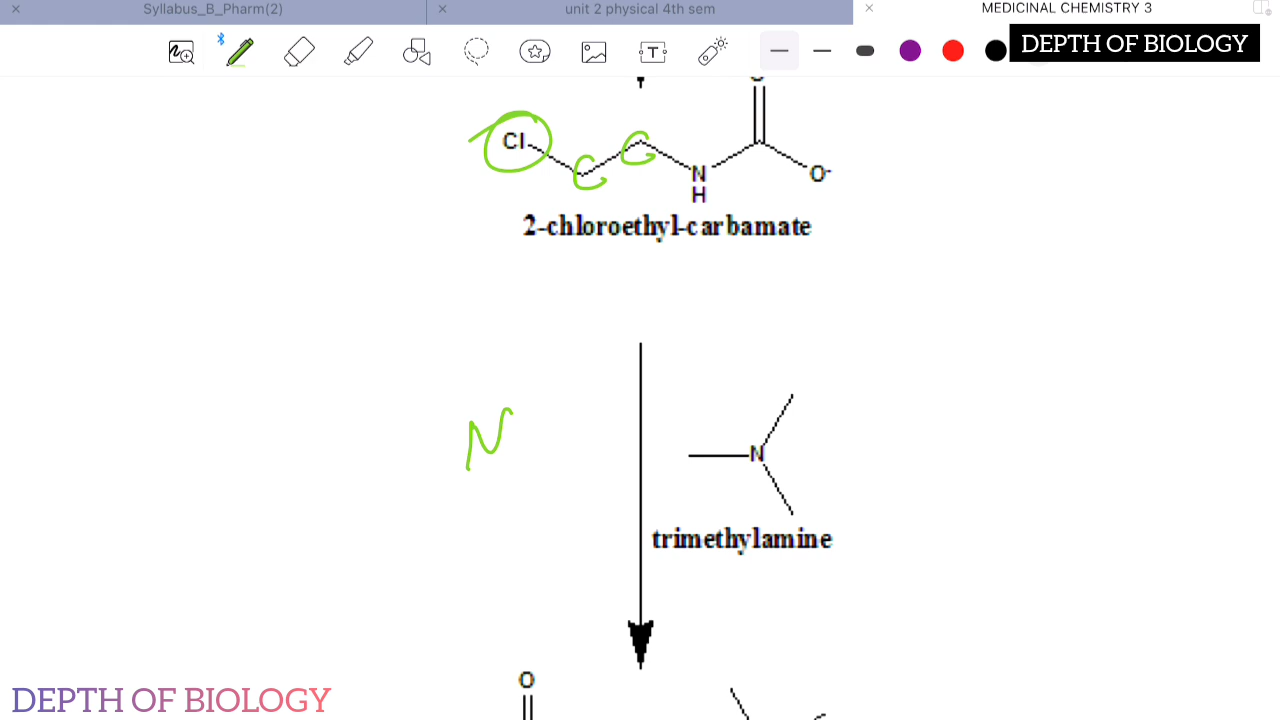 Syllabus_B_Pharm(2)
unit 2 physical 4th sem
MEDICINAL CHEMISTRY 3
DEPTH OF BIOLOGY
T
Cl
C
C
N
H
O-
2-chloroethyl-carbamate
N
N
trimethylamine
O
DEPTH OF BIOLOGY